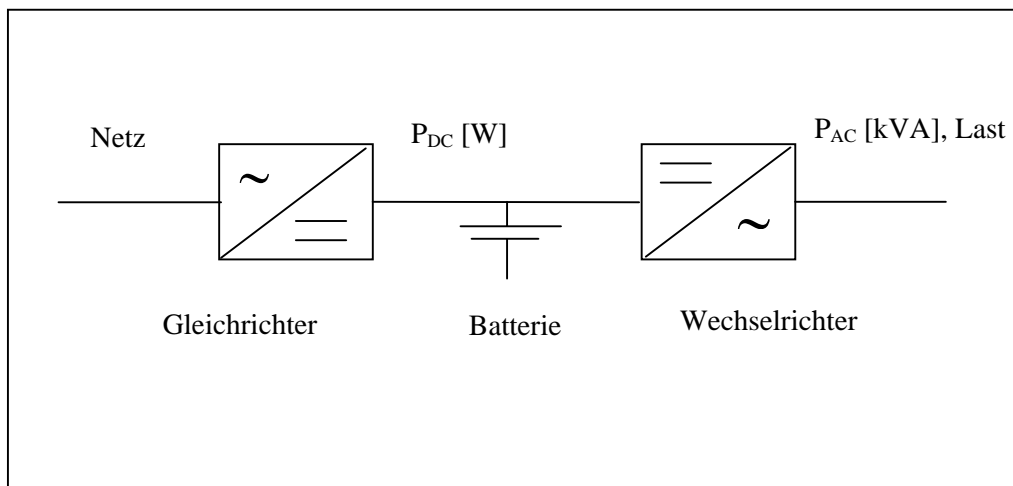 Netz
P_DC [W]
P_AC [kVA], Last
~
~
Gleichrichter
Batterie
Wechselrichter